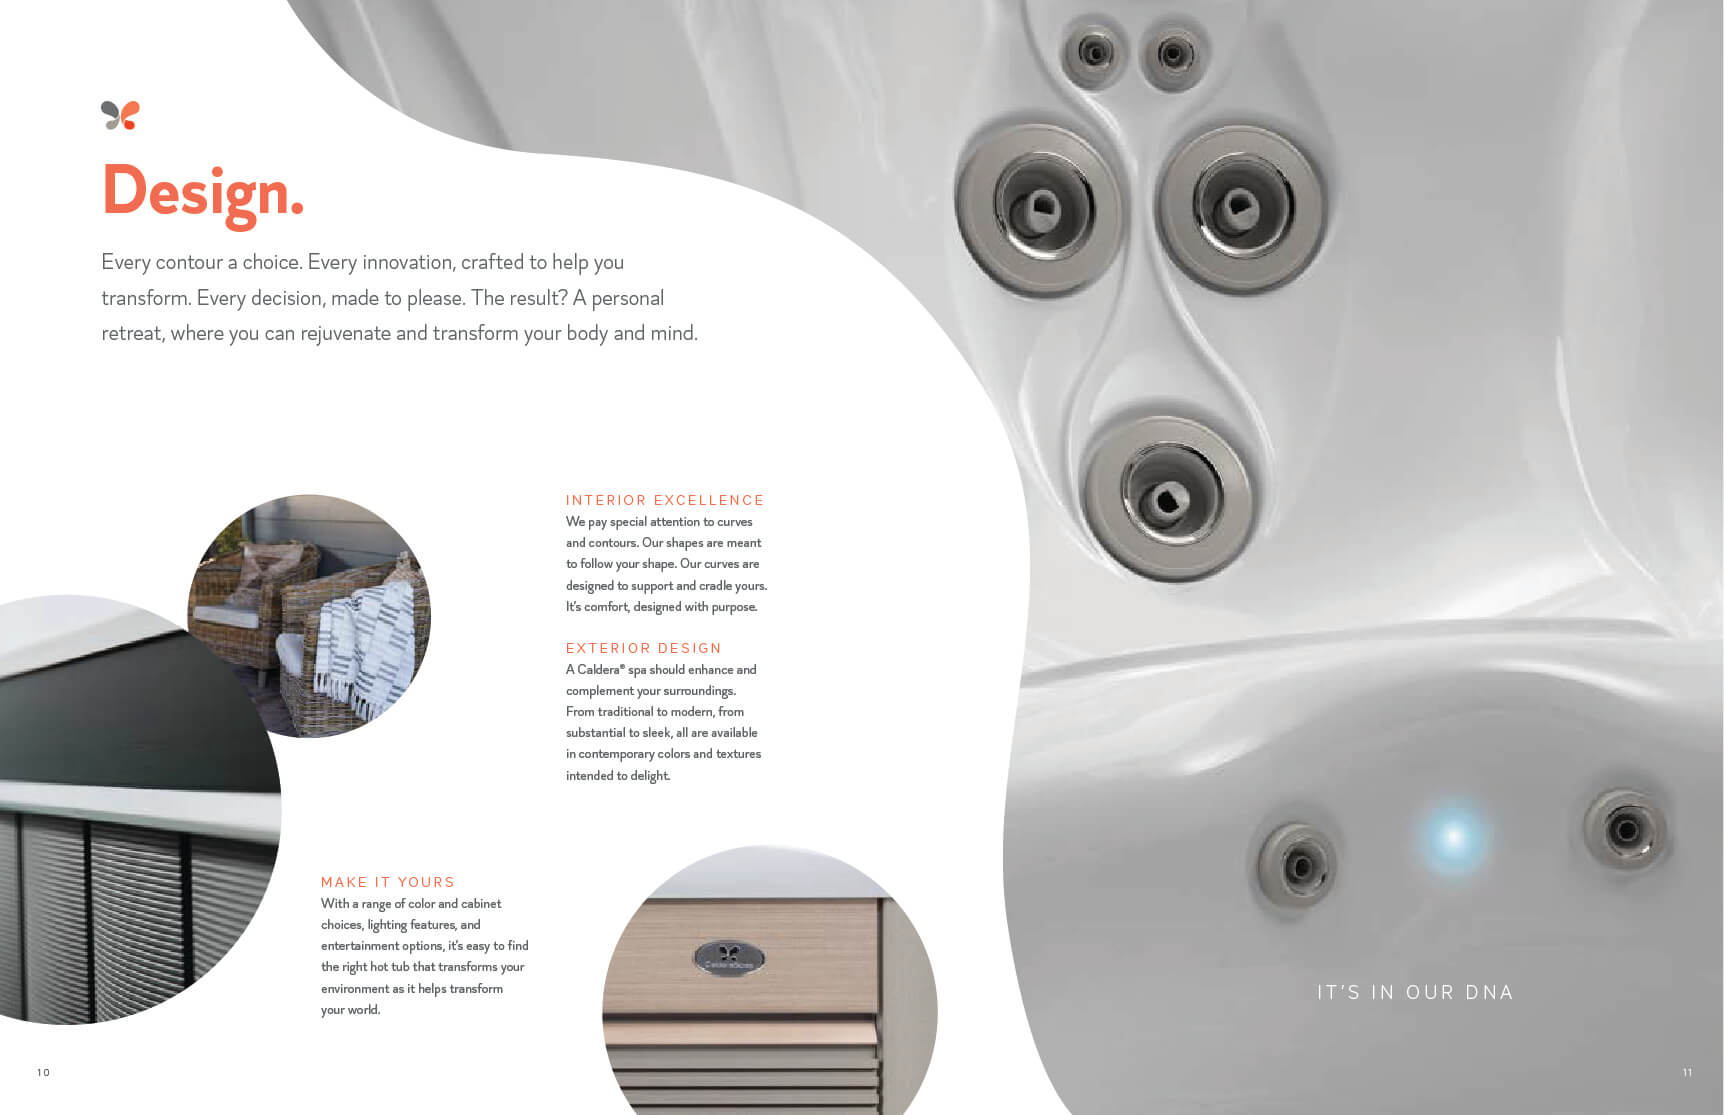 Design.
Every contour a choice. Every innovation, crafted to help you
transform. Every decision, made to please. The result? A personal
retreat, where you can rejuvenate and transform your body and mind.
INTERIOR EXCELLENCE
We pay special attention to curves
and contours. Our shapes are meant
to follow your shape. Our curves are
designed to support and cradle yours.
It's comfort, designed with purpose.
EXTERIOR DESIGN
A Caldera® spa should enhance and
complement your surroundings.
From traditional to modern, from
substantial to sleek, all are available
in contemporary colors and textures
intended to delight.
MAKE IT YOURS
With a range of color and cabinet
choices, lighting features, and
entertainment options, it's easy to find
the right hot tub that transforms your
environment as it helps transform
your world.
CalderaSpas
IT'S IN OUR DNA
10
11